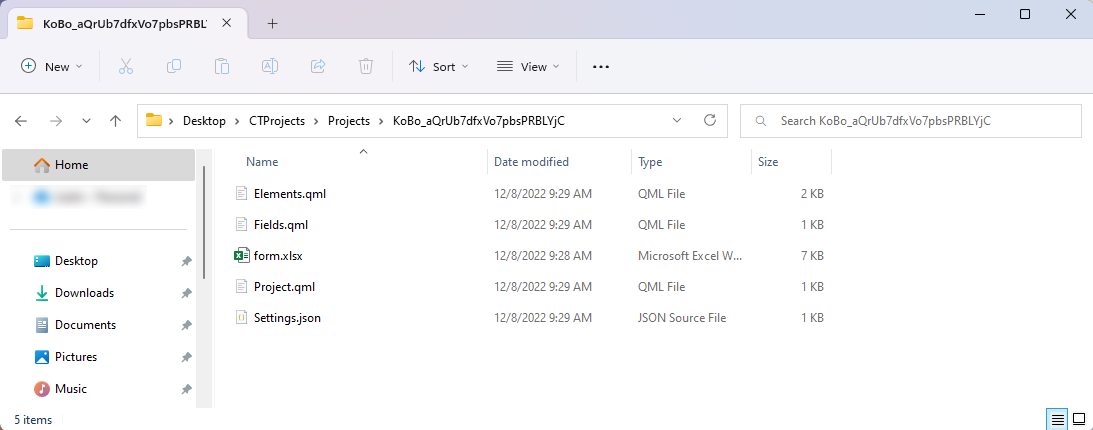 KoBo_aQrUb7dfxVo7pbsPRBLY
New Sort View
Desktop CTProjects Projects KoBo_aQrUb7dfxVo7pbsPRBLYjC Search KoBo_aQrUb7dfxVo7pbsPRBLYjC
Home
Desktop
Downloads
Documents
Pictures
Music
Name Date modified Type Size
Elements.qml 12/8/2022 9:29 AM QML File 2 KB
Fields.qml 12/8/2022 9:29 AM QML File 1 KB
form.xlsx 12/8/2022 9:28 AM Microsoft Excel W... 7 KB
Project.qml 12/8/2022 9:29 AM QML File 1 KB
Settings.json 12/8/2022 9:29 AM JSON Source File 1 KB
5 items